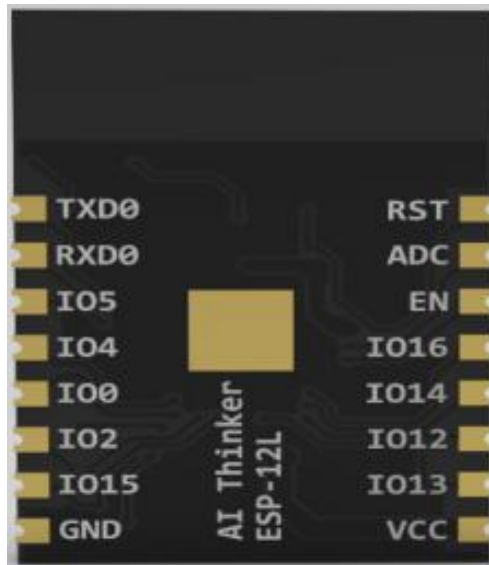 TXD0
RXD0
IO5
IO4
IO0
IO2
IO15
GND
RST
ADC
EN
IO16
IO14
IO12
IO13
VCC
AI Thinker
ESP-12L